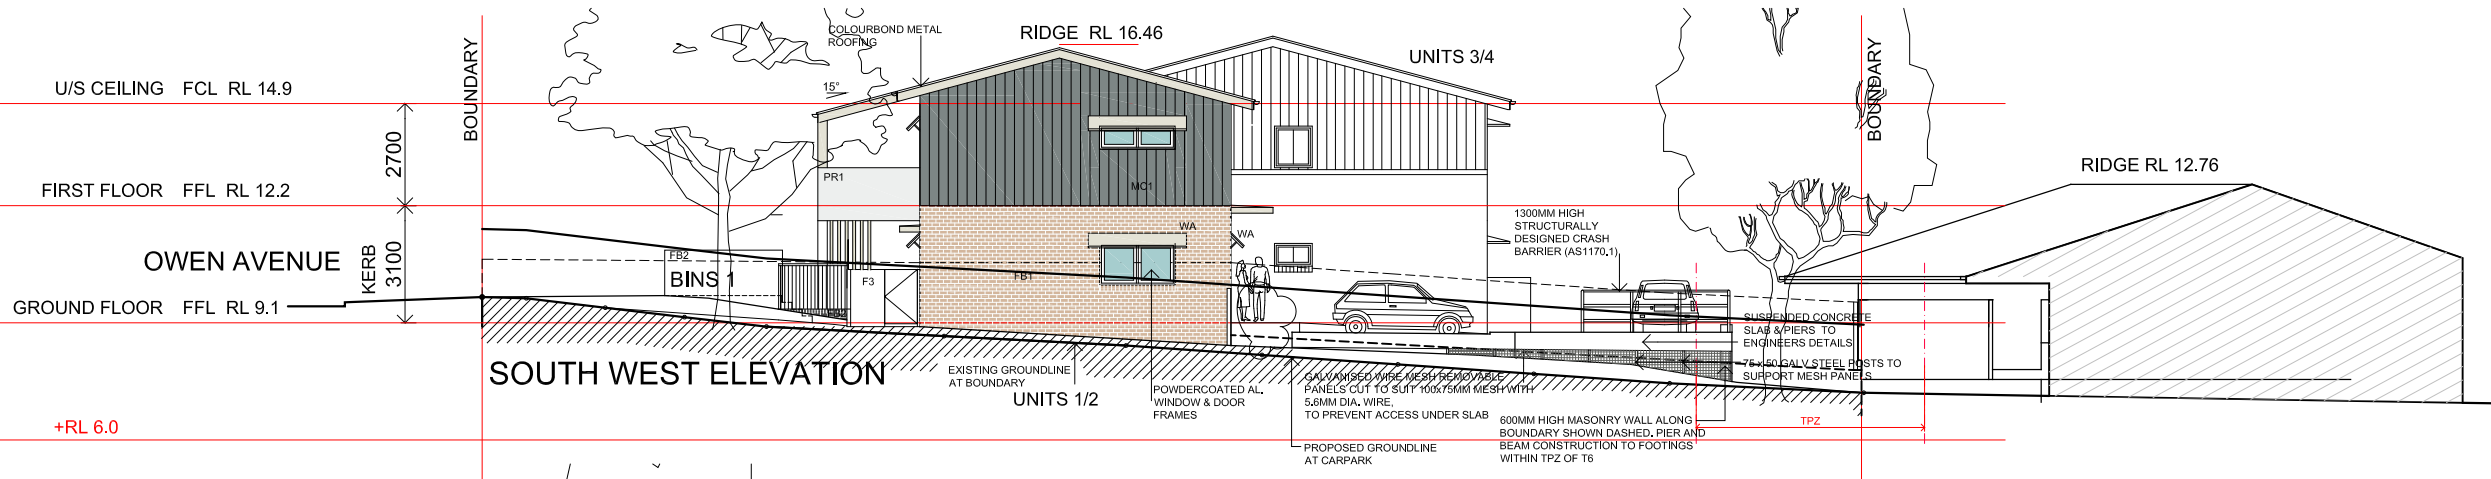 COLOURBOND METAL
ROOFING
RIDGE RL 16.46
UNITS 3/4
BOUNDARY
BOUNDARY
U/S CEILING FCL RL 14.9
15°
2700
RIDGE RL 12.76
PR1
MC1
FIRST FLOOR FFL RL 12.2
1300MM HIGH
STRUCTURALLY
DESIGNED CRASH
BARRIER (AS1170.1)
WA
WA
OWEN AVENUE
KERB
3100
FB2
BINS 1
F3
FB1
GROUND FLOOR FFL RL 9.1
SUSPENDED CONCRETE
SLAB & PIERS TO
ENGINEERS DETAILS
75 x 50 GALV STEEL POSTS TO
SUPPORT MESH PANELS
SOUTH WEST ELEVATION
EXISTING GROUNDLINE
AT BOUNDARY
UNITS 1/2
POWDERCOATED AL.
WINDOW & DOOR
FRAMES
GALVANISED WIRE MESH REMOVABLE
PANELS CUT TO SUIT 100x75MM MESH WITH
5.6MM DIA. WIRE,
TO PREVENT ACCESS UNDER SLAB
600MM HIGH MASONRY WALL ALONG
BOUNDARY SHOWN DASHED. PIER AND
BEAM CONSTRUCTION TO FOOTINGS
WITHIN TPZ OF T6
TPZ
+RL 6.0
PROPOSED GROUNDLINE
AT CARPARK